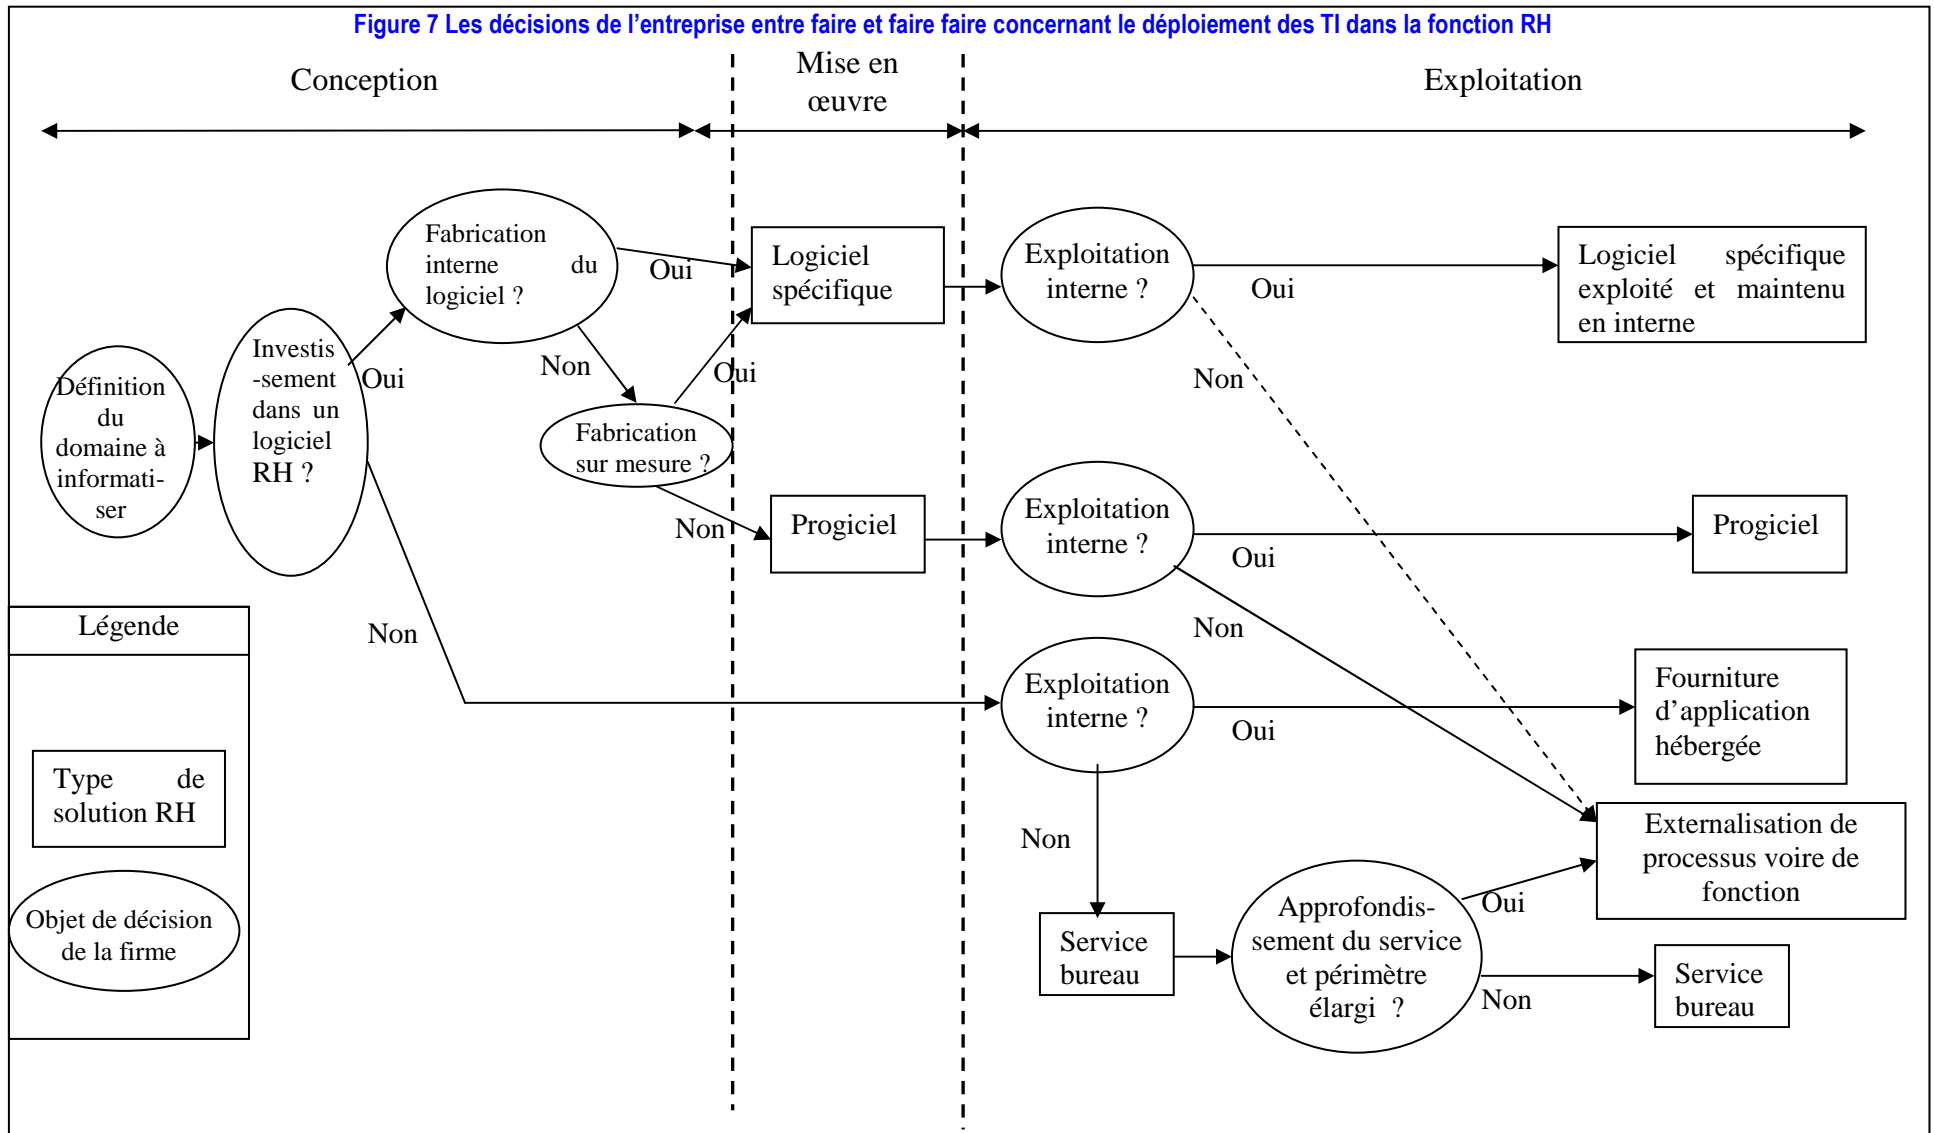 Figure 7 Les décisions de l'entreprise entre faire et faire faire concernant le déploiement des TI dans la fonction RH
Conception
Mise en
œuvre
Exploitation
Définition
du
domaine à
informati-
ser
Investis
-sement
dans un
logiciel
RH ?
Oui
Non
Fabrication
interne du
logiciel ?
Oui
Non
Fabrication
sur mesure ?
Oui
Non
Logiciel
spécifique
Progiciel
Exploitation
interne ?
Oui
Non
Logiciel spécifique
exploité et maintenu
en interne
Exploitation
interne ?
Oui
Non
Progiciel
Exploitation
interne ?
Oui
Non
Fourniture
d'application
hébergée
Externalisation de
processus voire de
fonction
Service
bureau
Approfondis-
sement du service
et périmètre
élargi ?
Oui
Non
Service
bureau
Légende
Type de
solution RH
Objet de décision
de la firme